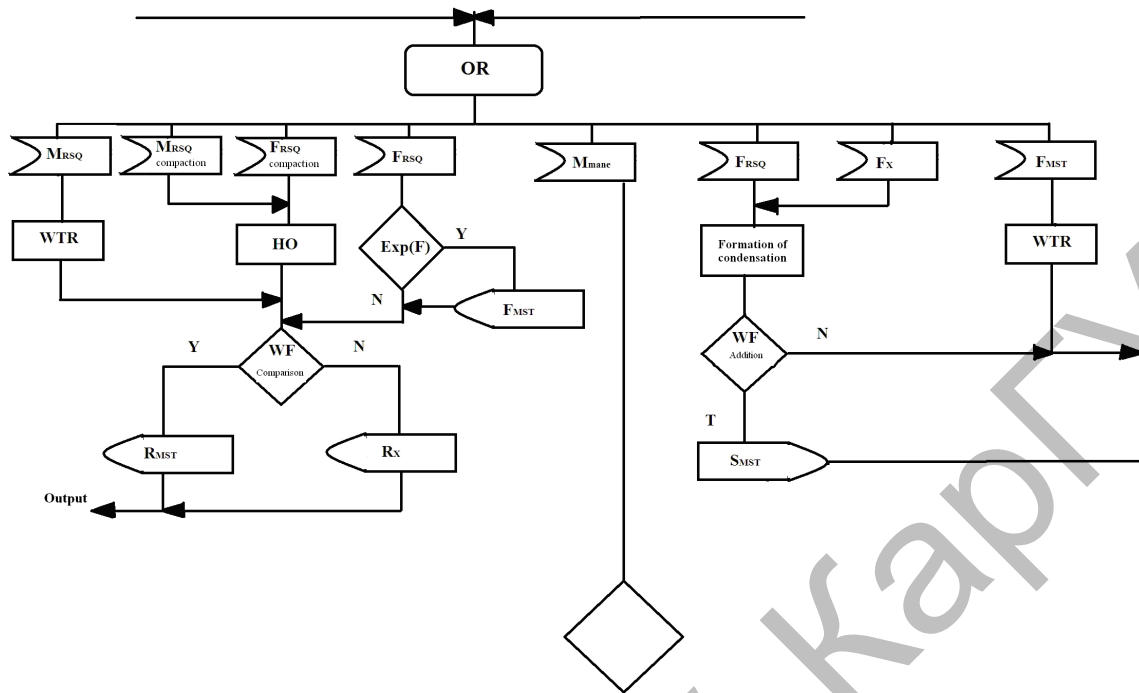 OR
MRSQ
MRSQ
compaction
FRSQ
compaction
FRSQ
Mmane
FRSQ
FX
FMST
WTR
HO
Exp(F)
Y
Formation of
condensation
WTR
N
FMST
Y
WF
Comparison
N
WF
Addition
N
T
RMST
RX
SMST
Output
КарГУ